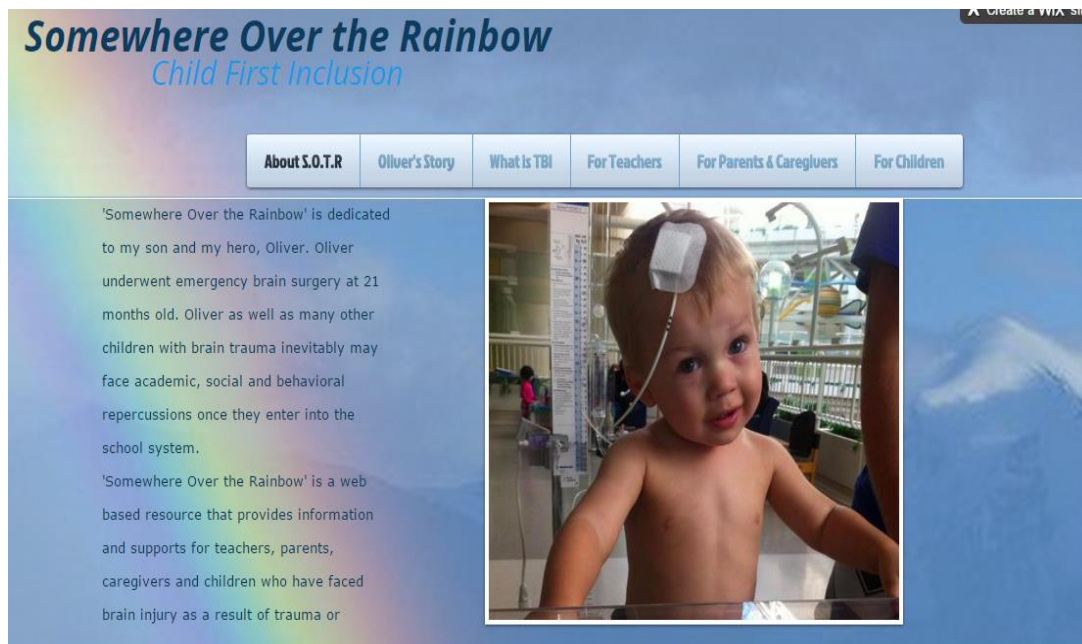 Create a WiX
Somewhere Over the Rainbow
Child First Inclusion
About S.O.T.R
Oliver's Story
What is TBI
For Teachers
For Parents & Caregivers
For Children
'Somewhere Over the Rainbow' is dedicated
to my son and my hero, Oliver. Oliver
underwent emergency brain surgery at 21
months old. Oliver as well as many other
children with brain trauma inevitably may
face academic, social and behavioral
repercussions once they enter into the
school system.
'Somewhere Over the Rainbow' is a web
based resource that provides information
and supports for teachers, parents,
caregivers and children who have faced
brain injury as a result of trauma or